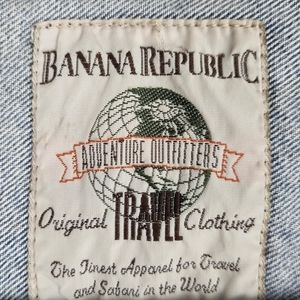 BANANA REPUBLIC
ADVENTURE OUTFITTERS
Original TRAVEL Clothing
The Finest Apparel for Travel
and Safari in the World